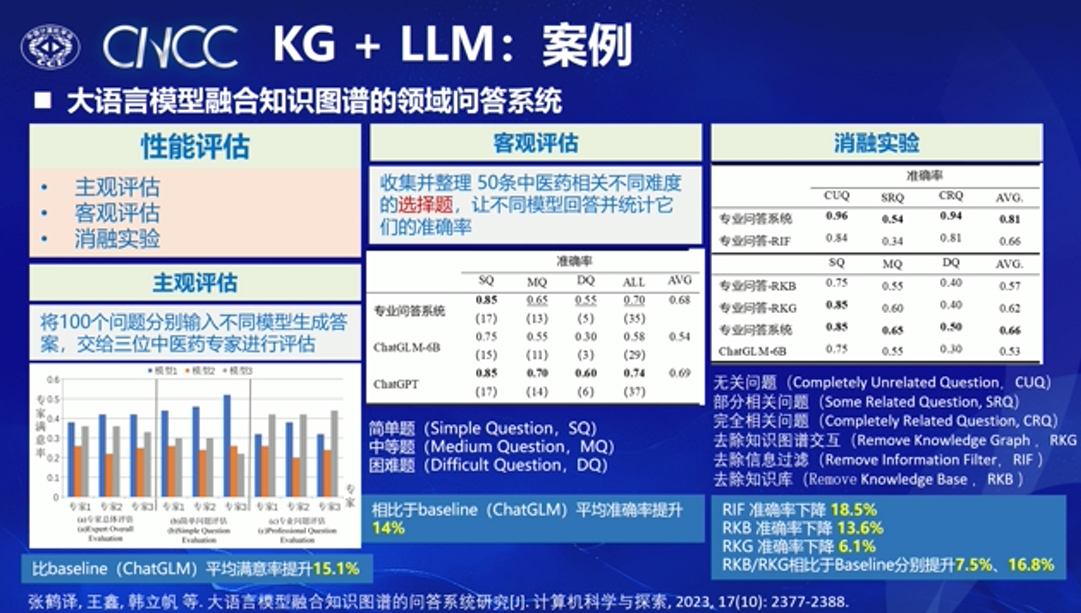 CNCC KG + LLM：案例
■ 大语言模型融合知识图谱的领域问答系统
性能评估
• 主观评估
• 客观评估
• 消融实验
主观评估
将100个问题分别输入不同模型生成答
案，交给三位中医药专家进行评估
■模型1 ■模型2 ■模型3
专家满意率
0.6
0.5
0.4
0.3
0.2
0.1
0
专家1 专家2 专家3 专家1 专家2 专家3 专家1 专家2 专家3
专家
(a)专家总体评估 (b)简单问题评估 (c)专业问题评估
(a)Expert Overall (b)Simple Question (c)Professional Question
Evaluation Evaluation Evaluation
比baseline（ChatGLM）平均满意率提升15.1%
客观评估
收集并整理 50条中医药相关不同难度
的选择题，让不同模型回答并统计它
们的准确率
准确率
SQ MQ DQ ALL AVG
专业问答系统 0.85 0.65 0.55 0.70 0.68
(17) (13) (5) (35)
ChatGLM-6B 0.75 0.55 0.30 0.58 0.54
(15) (11) (3) (29)
ChatGPT 0.85 0.70 0.60 0.74 0.69
(17) (14) (6) (37)
简单题（Simple Question，SQ）
中等题（Medium Question，MQ）
困难题（Difficult Question，DQ）
相比于baseline（ChatGLM）平均准确率提升
14%
消融实验
准确率
CUQ SRQ CRQ AVG.
专业问答系统 0.96 0.54 0.94 0.81
专业问答-RIF 0.84 0.34 0.81 0.66
SQ MQ DQ AVG.
专业问答-RKB 0.75 0.55 0.40 0.57
专业问答-RKG 0.85 0.60 0.40 0.62
专业问答系统 0.85 0.65 0.50 0.66
ChatGLM-6B 0.75 0.55 0.30 0.53
无关问题（Completely Unrelated Question，CUQ）
部分相关问题（Some Related Question, SRQ）
完全相关问题（Completely Related Question, CRQ）
去除知识图谱交互（Remove Knowledge Graph，RKG
去除信息过滤（Remove Information Filter，RIF）
去除知识库（Remove Knowledge Base，RKB）
RIF 准确率下降 18.5%
RKB 准确率下降 13.6%
RKG 准确率下降 6.1%
RKB/RKG相比于Baseline分别提升7.5%、16.8%
张鹤译, 王鑫, 韩立帆 等. 大语言模型融合知识图谱的问答系统研究[J]. 计算机科学与探索, 2023, 17(10): 2377-2388.